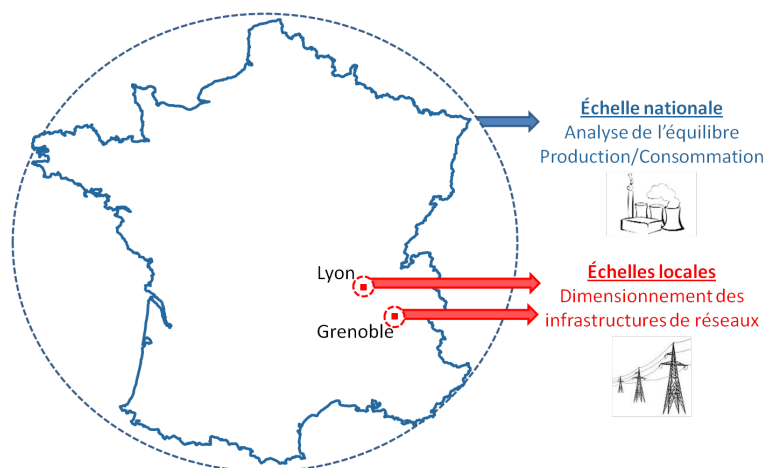 Échelle nationale
Analyse de l'équilibre
Production/Consommation
Lyon
Grenoble
Échelles locales
Dimensionnement des
infrastructures de réseaux